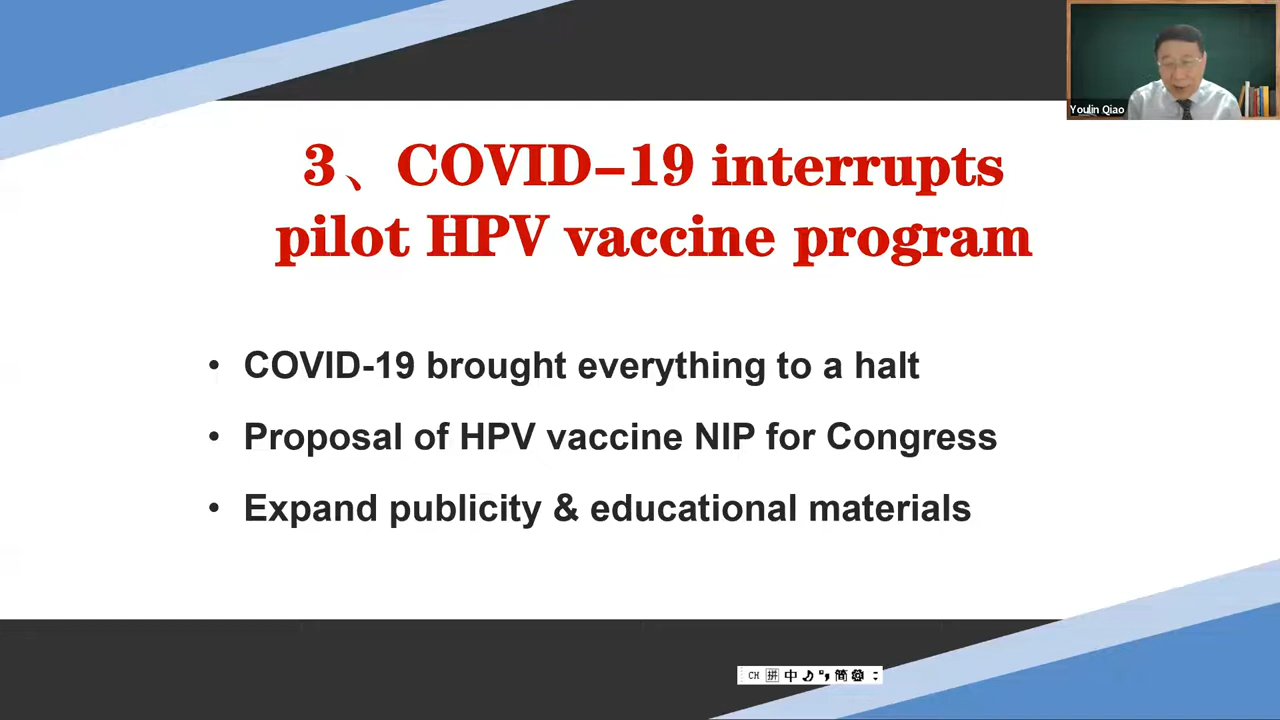 Youlin Qiao
3、COVID-19 interrupts
pilot HPV vaccine program
• COVID-19 brought everything to a halt
• Proposal of HPV vaccine NIP for Congress
• Expand publicity & educational materials
CH 拼 中 简